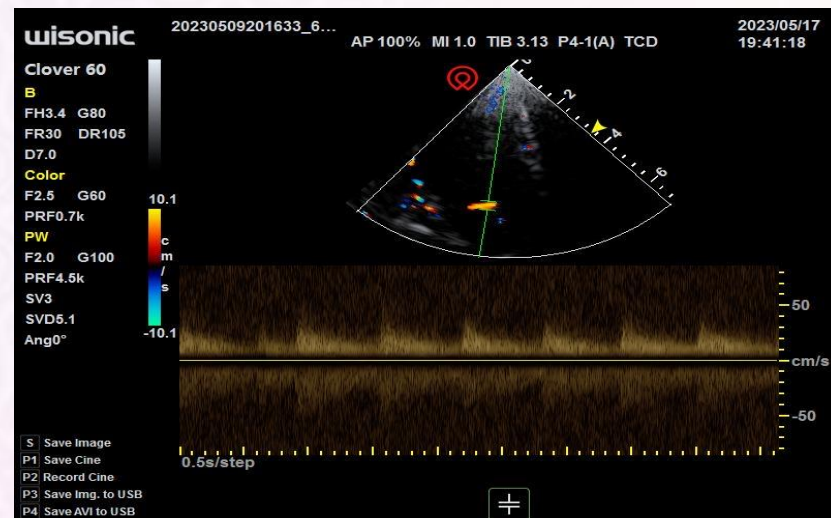 wisonic
20230509201633_6...
AP 100% MI 1.0 TIB 3.13 P4-1(A) TCD
2023/05/17
19:41:18
Clover 60
B
FH3.4 G80
FR30 DR105
D7.0
Color
F2.5 G60
PRF0.7k
PW
F2.0 G100
PRF4.5k
SV3
SVD5.1
Ang0°
10.1
c
m
/
s
-10.1
0
2
4
6
50
cm/s
-50
0.5s/step
S Save Image
P1 Save Cine
P2 Record Cine
P3 Save Img. to USB
P4 Save AVI to USB